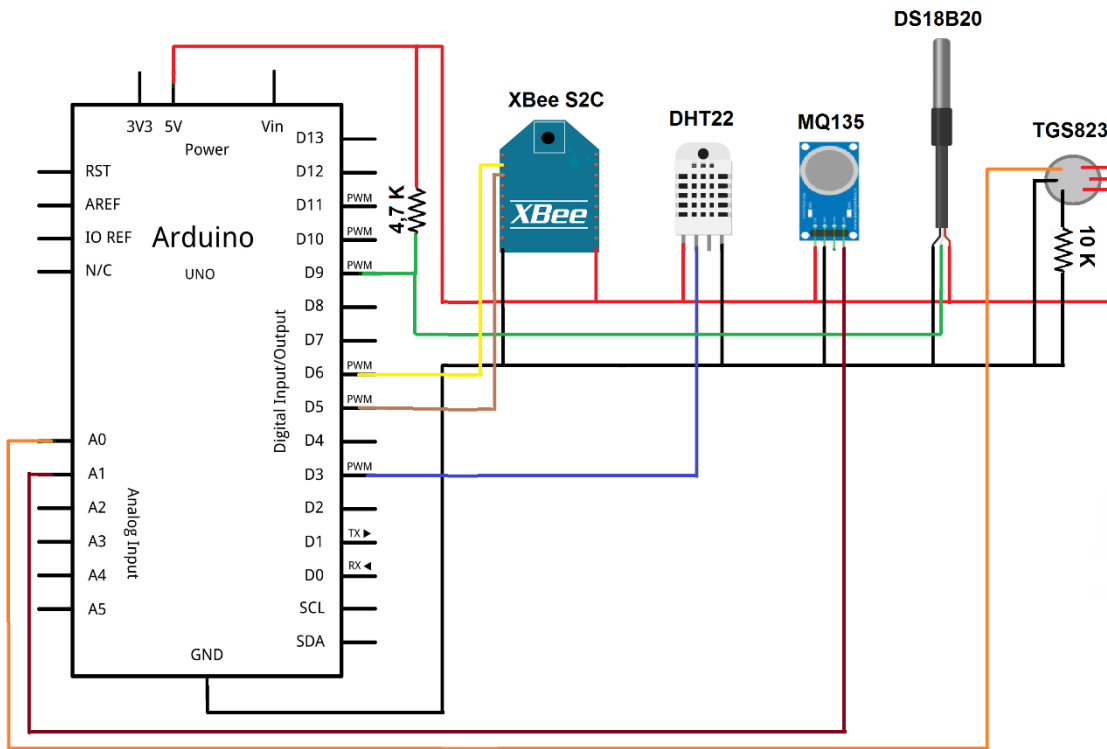 DS18B20
XBee S2C
DHT22
MQ135
TGS823
3V3
5V
Vin
Power
D13
RST
D12
AREF
PWM
D11
4,7 K
IO REF
PWM
D10
Arduino
UNO
N/C
PWM
D9
XBee
10 K
D8
D7
Digital Input/Output
PWM
D6
PWM
D5
A0
D4
A1
PWM
D3
A2
D2
Analog Input
A3
TX
D1
A4
RX
D0
A5
SCL
SDA
GND